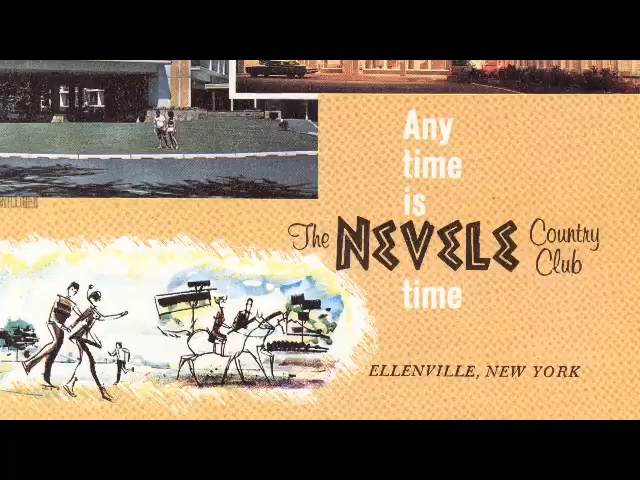 Any
time
is
The NEVELE Country Club
time
ELLENVILLE, NEW YORK